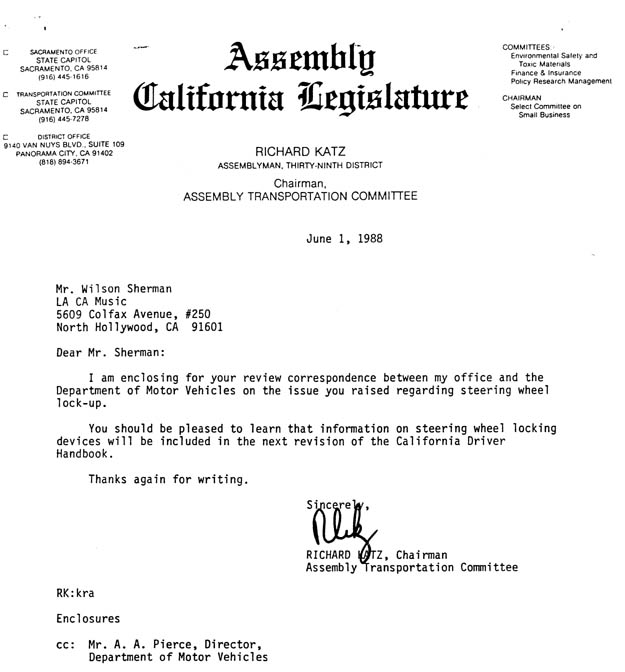 SACRAMENTO OFFICE
STATE CAPITOL
SACRAMENTO, CA 95814
(916) 445-1616
TRANSPORTATION COMMITTEE
STATE CAPITOL
SACRAMENTO, CA 95814
(916) 445-7278
DISTRICT OFFICE
9140 VAN NUYS BLVD., SUITE 109
PANORAMA CITY, CA 91402
(818) 894-3671
Assembly
California Legislature
RICHARD KATZ
ASSEMBLYMAN, THIRTY-NINTH DISTRICT
Chairman,
ASSEMBLY TRANSPORTATION COMMITTEE
COMMITTEES:
Environmental Safety and
Toxic Materials
Finance & Insurance
Policy Research Management
CHAIRMAN
Select Committee on
Small Business
June 1, 1988
Mr. Wilson Sherman
LA CA Music
5609 Colfax Avenue, #250
North Hollywood, CA 91601
Dear Mr. Sherman:
I am enclosing for your review correspondence between my office and the
Department of Motor Vehicles on the issue you raised regarding steering wheel
lock-up.
You should be pleased to learn that information on steering wheel locking
devices will be included in the next revision of the California Driver
Handbook.
Thanks again for writing.
Sincerely,
RICHARD KATZ, Chairman
Assembly Transportation Committee
RK:kra
Enclosures
cc: Mr. A. A. Pierce, Director,
Department of Motor Vehicles